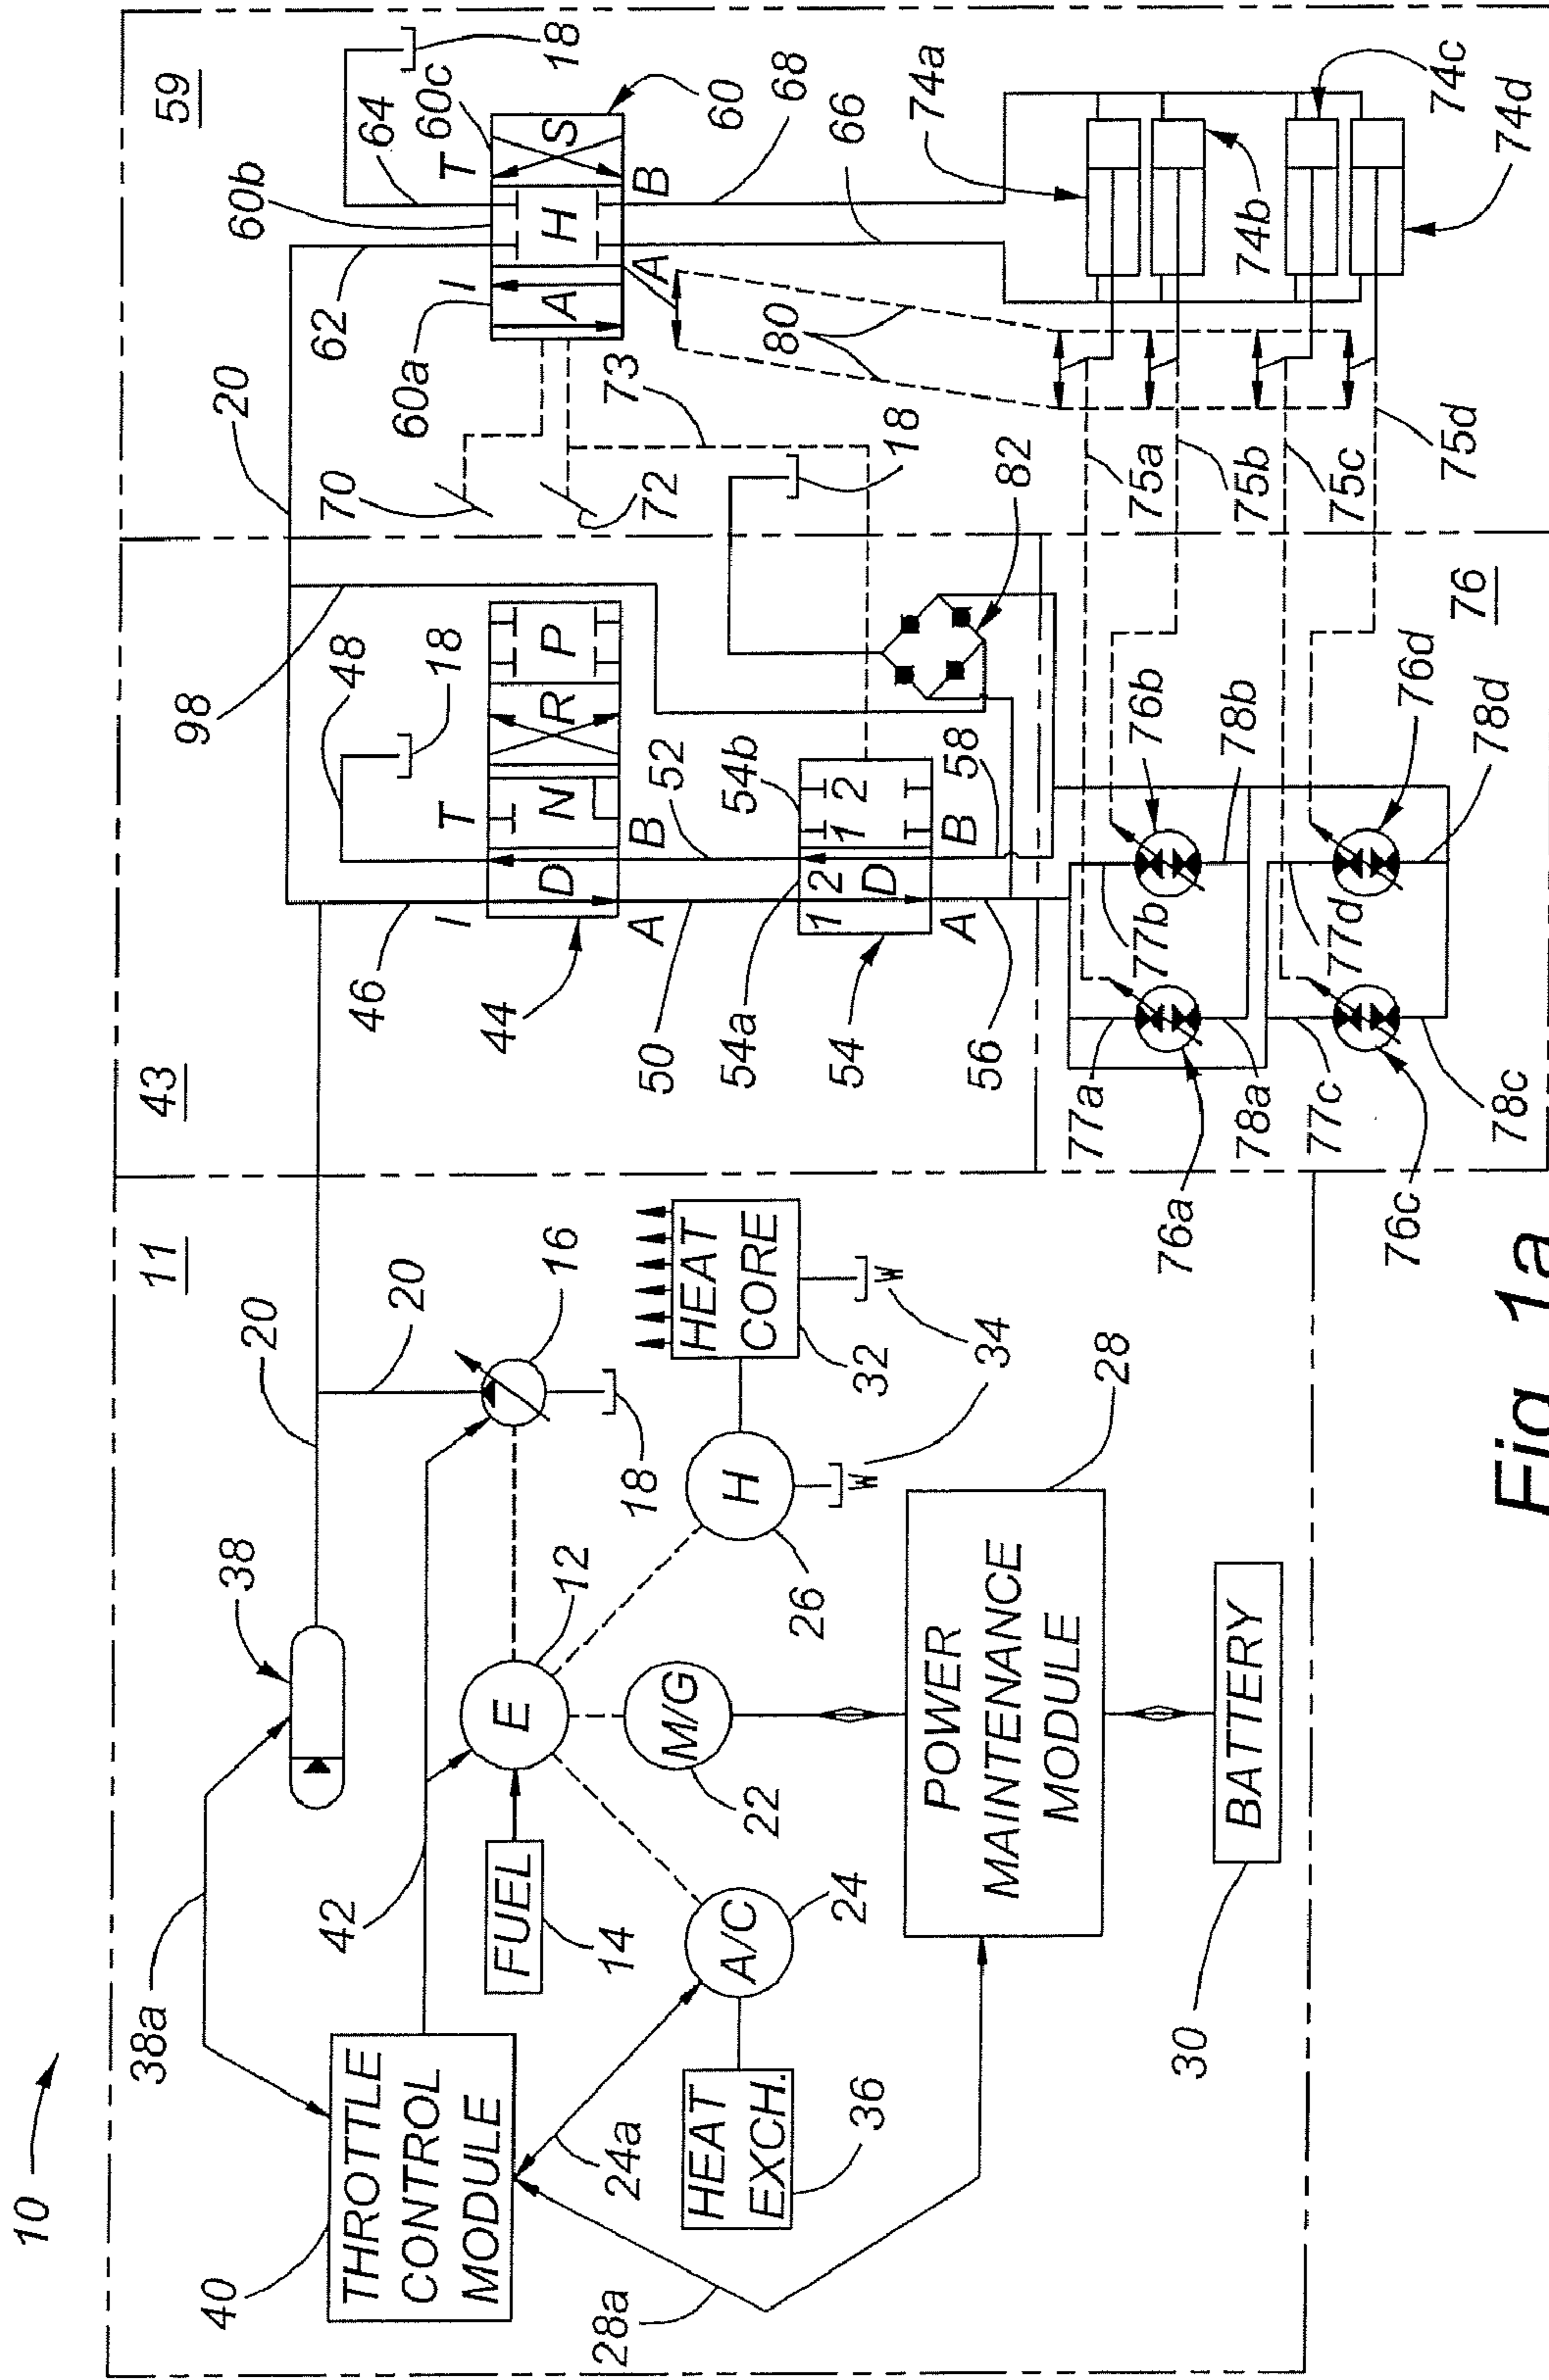 10
11
43
59
38a
38
20
20
98
20
62
64
18
40
THROTTLE
CONTROL
MODULE
42
E
12
FUEL
14
16
18
46
48
18
I
T
D
N
R
P
44
A
B
50
52
60a
60b
60c
I
T
A
H
S
60
A
B
70
72
73
68
66
24a
A/C
24
M/G
22
H
26
HEAT
CORE
32
34
W
W
HEAT
EXCH.
36
28a
POWER
MAINTENANCE
MODULE
28
BATTERY
30
54a
54b
1
2
D
1
2
54
A
B
56
58
18
82
80
74a
74b
74c
74d
75a
75b
75c
75d
76
76a
76b
76c
76d
77a
77b
77c
77d
78a
78b
78c
78d
Fig. 1a